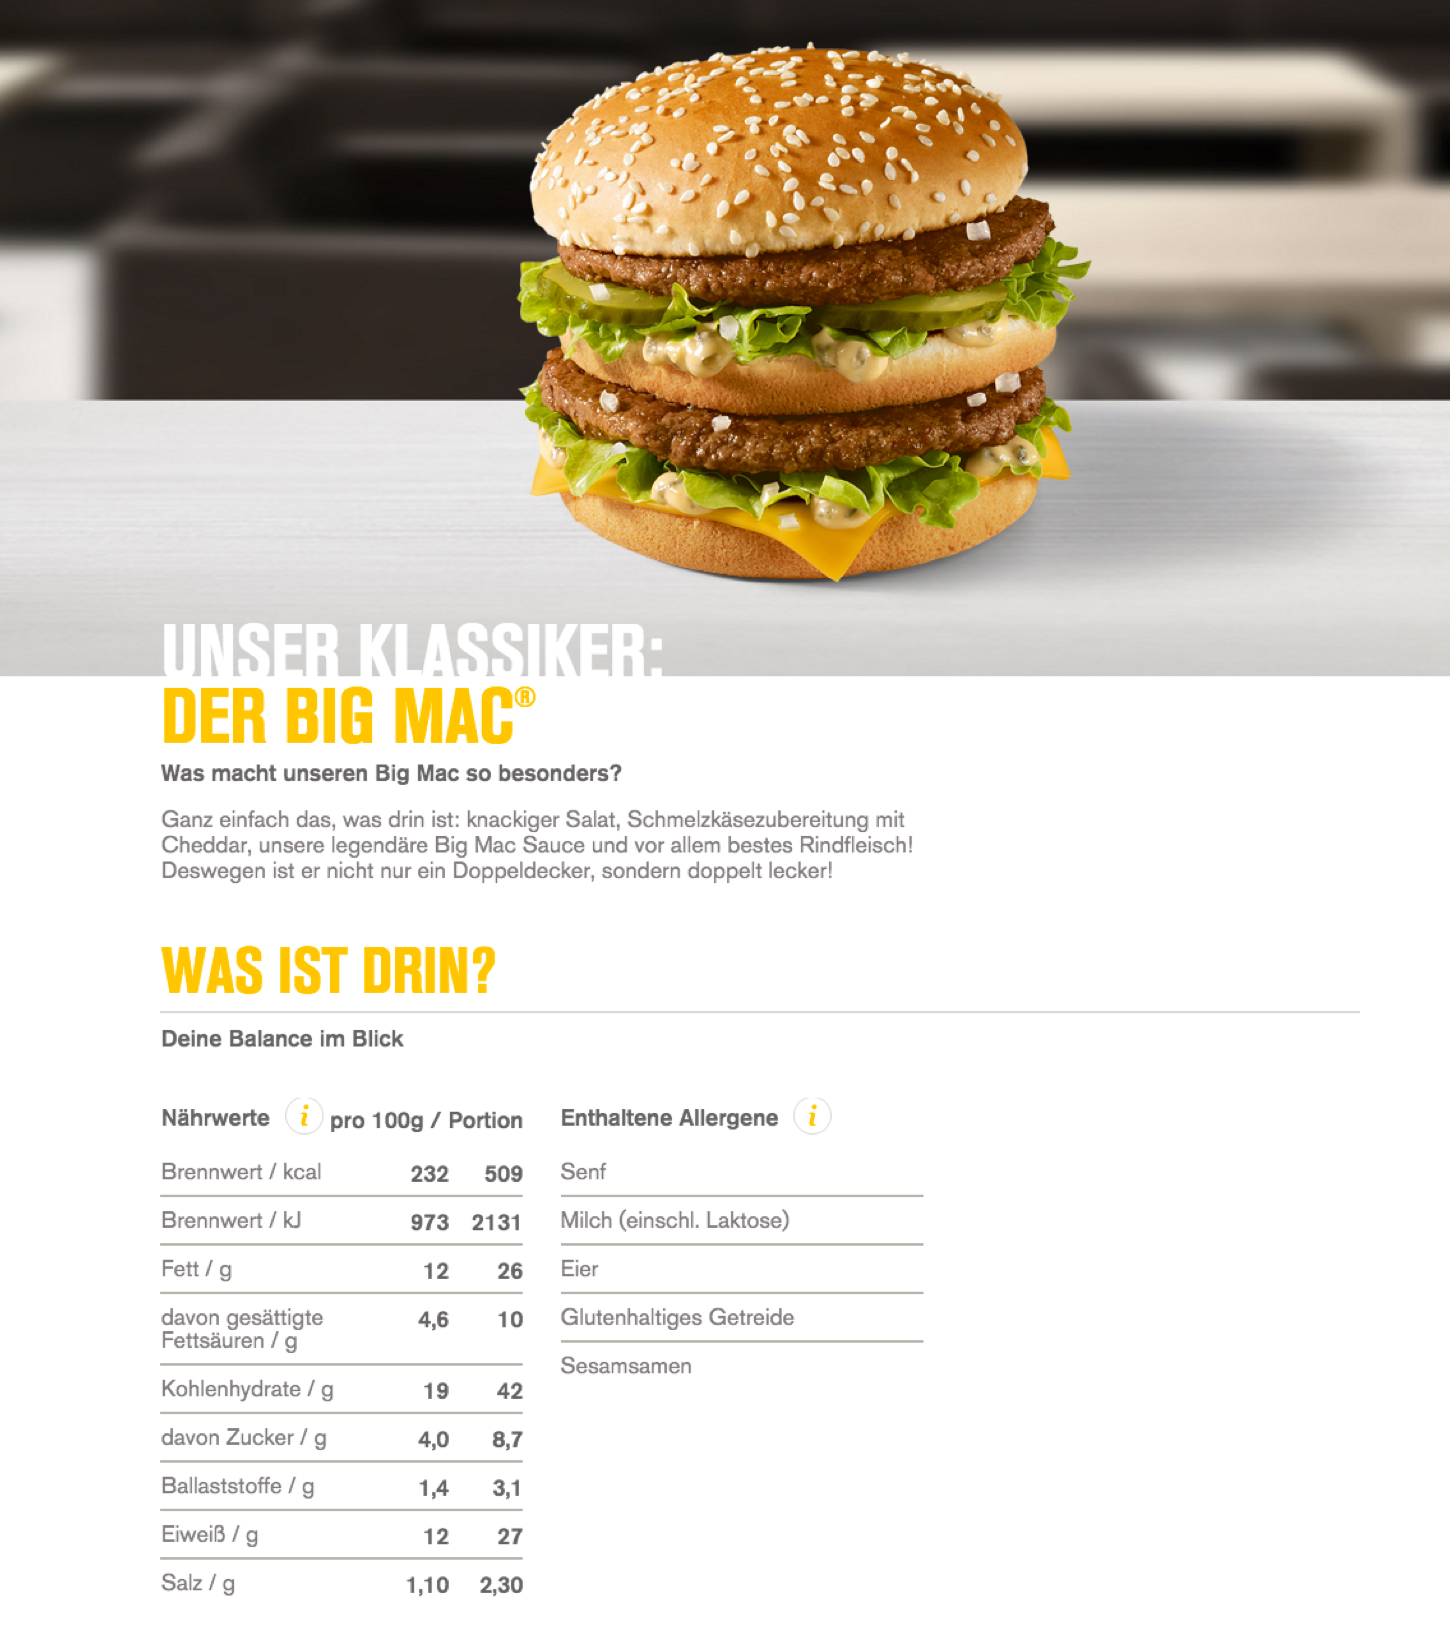 UNSER KLASSIKER:
DER BIG MAC®
Was macht unseren Big Mac so besonders?
Ganz einfach das, was drin ist: knackiger Salat, Schmelzkäsezubereitung mit
Cheddar, unsere legendäre Big Mac Sauce und vor allem bestes Rindfleisch!
Deswegen ist er nicht nur ein Doppeldecker, sondern doppelt lecker!
WAS IST DRIN?
Deine Balance im Blick
Nährwerte i pro 100g / Portion
Brennwert / kcal 232 509
Brennwert / kJ 973 2131
Fett / g 12 26
davon gesättigte 4,6 10
Fettsäuren / g
Kohlenhydrate / g 19 42
davon Zucker / g 4,0 8,7
Ballaststoffe / g 1,4 3,1
Eiweiß / g 12 27
Salz / g 1,10 2,30
Enthaltene Allergene i
Senf
Milch (einschl. Laktose)
Eier
Glutenhaltiges Getreide
Sesamsamen